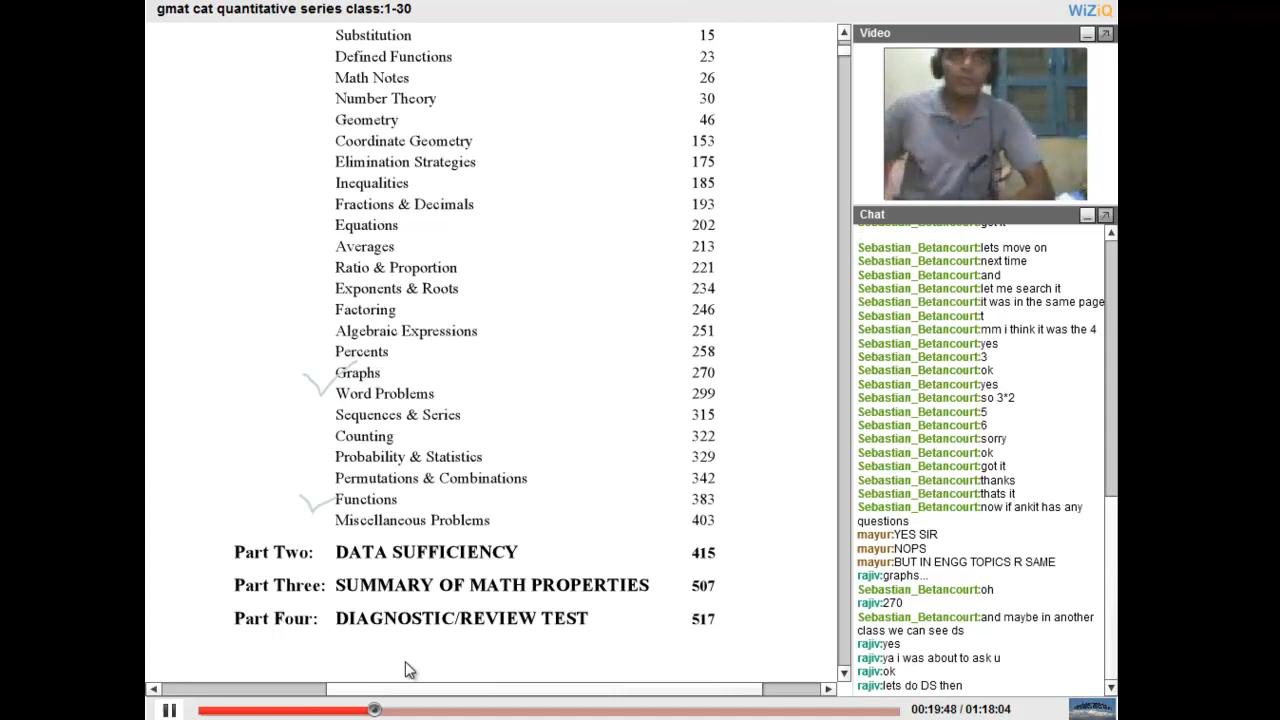 gmat cat quantitative series class:1-30
WiZiQ
Substitution 15
Defined Functions 23
Math Notes 26
Number Theory 30
Geometry 46
Coordinate Geometry 153
Elimination Strategies 175
Inequalities 185
Fractions & Decimals 193
Equations 202
Averages 213
Ratio & Proportion 221
Exponents & Roots 234
Factoring 246
Algebraic Expressions 251
Percents 258
Graphs 270
Word Problems 299
Sequences & Series 315
Counting 322
Probability & Statistics 329
Permutations & Combinations 342
Functions 383
Miscellaneous Problems 403
Part Two: DATA SUFFICIENCY 415
Part Three: SUMMARY OF MATH PROPERTIES 507
Part Four: DIAGNOSTIC/REVIEW TEST 517
Video
Chat
Sebastian_Betancourt:got it
Sebastian_Betancourt:lets move on
Sebastian_Betancourt:next time
Sebastian_Betancourt:and
Sebastian_Betancourt:let me search it
Sebastian_Betancourt:it was in the same page
Sebastian_Betancourt:t
Sebastian_Betancourt:mm i think it was the 4
Sebastian_Betancourt:yes
Sebastian_Betancourt:3
Sebastian_Betancourt:ok
Sebastian_Betancourt:yes
Sebastian_Betancourt:so 3*2
Sebastian_Betancourt:5
Sebastian_Betancourt:6
Sebastian_Betancourt:sorry
Sebastian_Betancourt:ok
Sebastian_Betancourt:got it
Sebastian_Betancourt:thanks
Sebastian_Betancourt:thats it
Sebastian_Betancourt:now if ankit has any
questions
mayur:YES SIR
mayur:NOPS
mayur:BUT IN ENGG TOPICS R SAME
rajiv:graphs...
Sebastian_Betancourt:oh
rajiv:270
Sebastian_Betancourt:and maybe in another
class we can see ds
rajiv:yes
rajiv:ya i was about to ask u
rajiv:ok
rajiv:lets do DS then
00:19:48 / 01:18:04